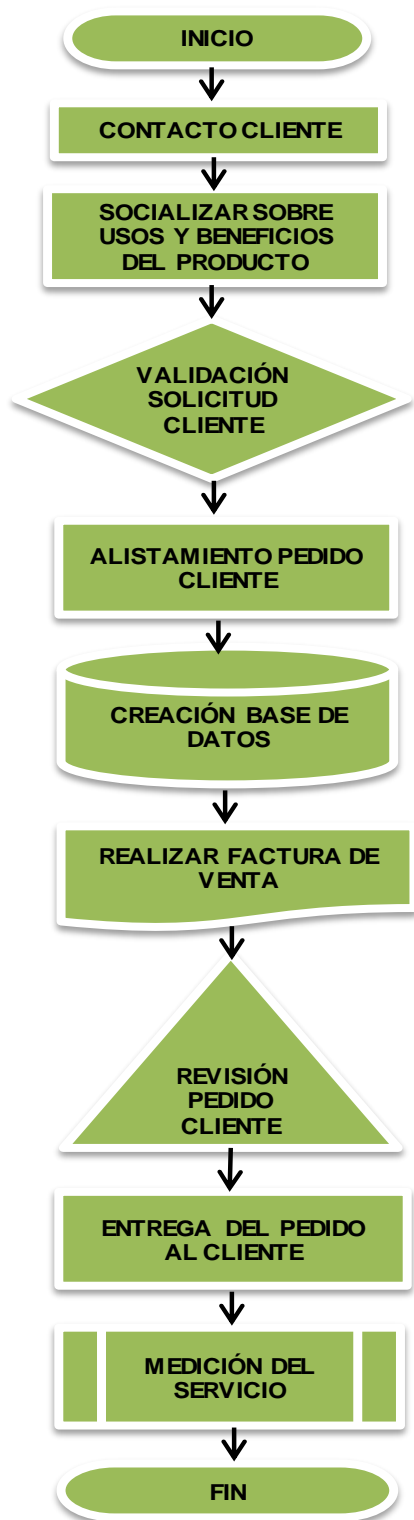 INICIO
CONTACTO CLIENTE
SOCIALIZAR SOBRE
USOS Y BENEFICIOS
DEL PRODUCTO
VALIDACIÓN
SOLICITUD
CLIENTE
ALISTAMIENTO PEDIDO
CLIENTE
CREACIÓN BASE DE
DATOS
REALIZAR FACTURA DE
VENTA
REVISIÓN
PEDIDO
CLIENTE
ENTREGA DEL PEDIDO
AL CLIENTE
MEDICIÓN DEL
SERVICIO
FIN